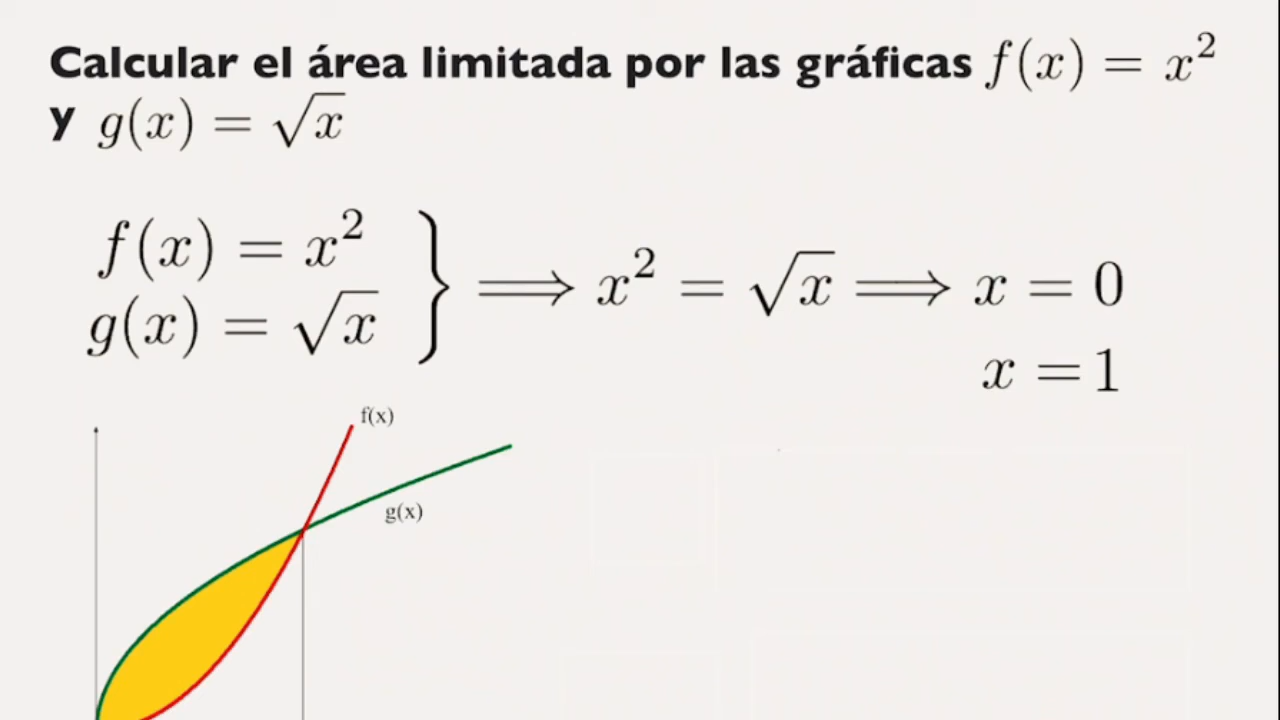 Calcular el área limitada por las gráficas f(x) = x²
y g(x) = √x
f(x) = x²
g(x) = √x
} ⟹ x² = √x ⟹ x = 0
x = 1
f(x)
g(x)